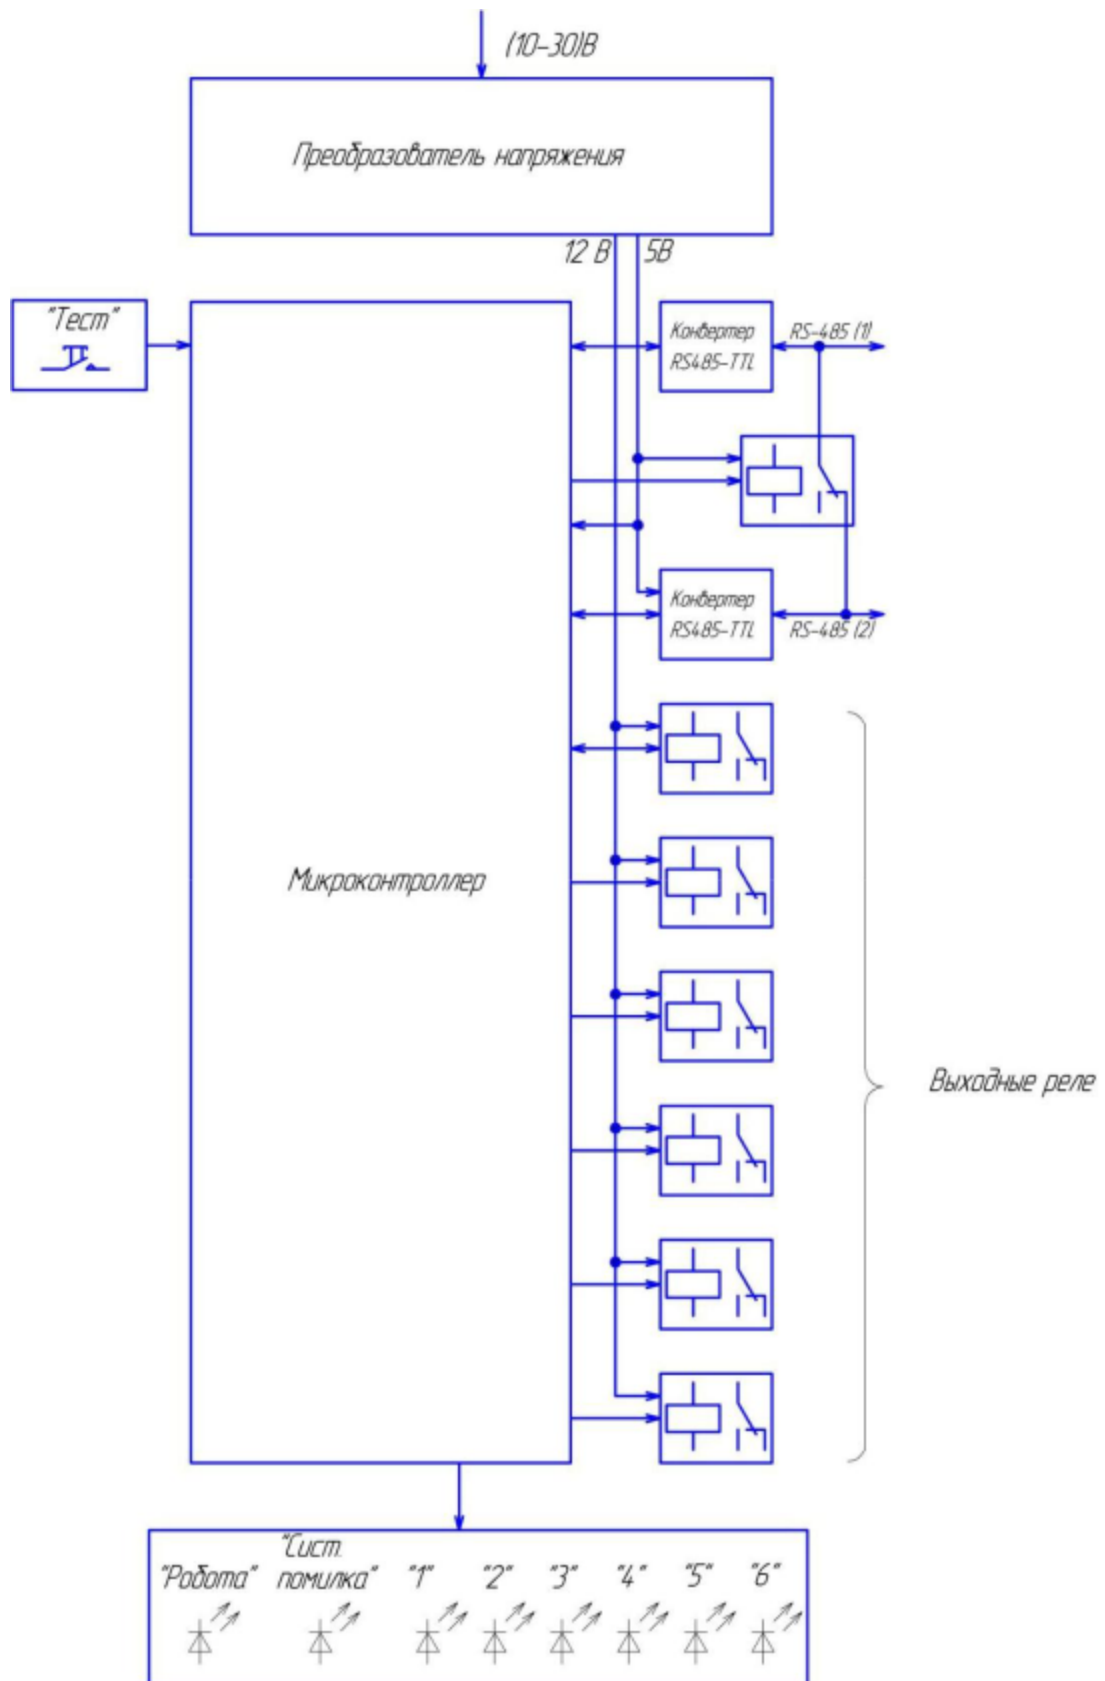 (10-30)В
Преобразователь напряжения
12 В
5В
"Тест"
Конвертер
RS485-TTL
RS-485 (1)
Конвертер
RS485-TTL
RS-485 (2)
Микроконтроллер
Выходные реле
"Робота"
"Сист.
помилка"
"1"
"2"
"3"
"4"
"5"
"6"